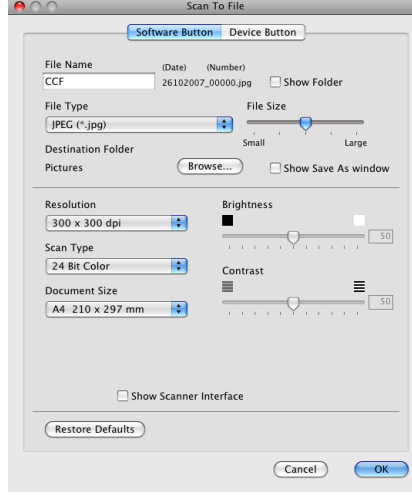 Scan To File
Software Button Device Button
File Name (Date) (Number)
CCF 26102007_00000.jpg Show Folder
File Type File Size
JPEG (*.jpg)
Small Large
Destination Folder
Pictures Browse... Show Save As window
Resolution Brightness
300 x 300 dpi
50
Scan Type
24 Bit Color
Contrast
Document Size
A4 210 x 297 mm
50
Show Scanner Interface
Restore Defaults
Cancel OK